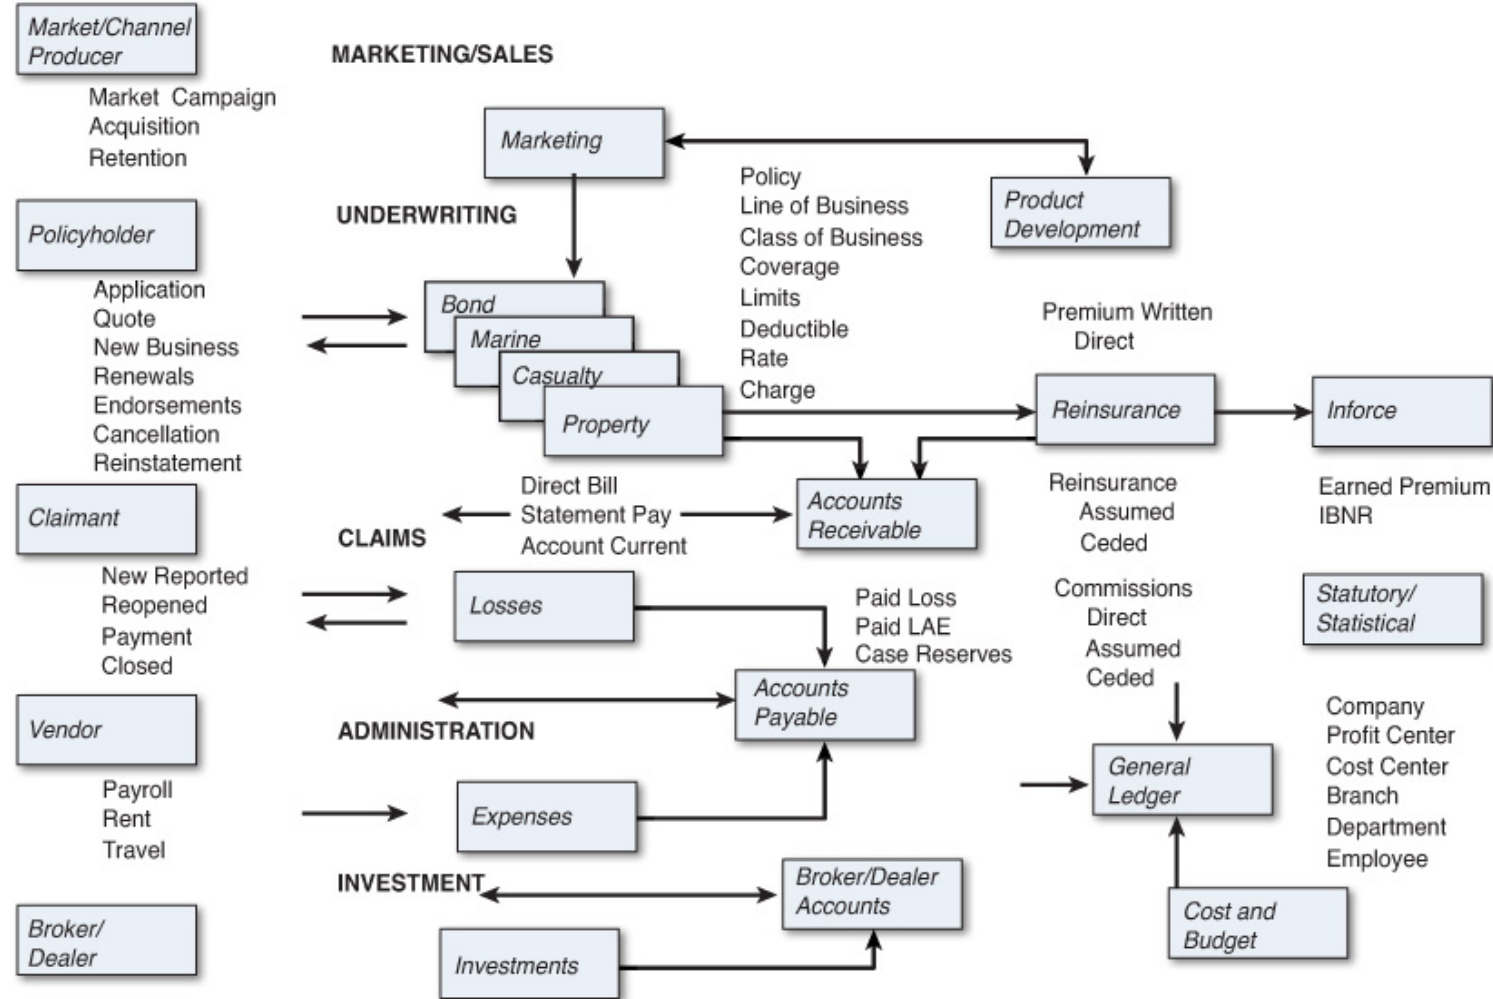 Market/Channel
Producer
Market Campaign
Acquisition
Retention
Policyholder
Application
Quote
New Business
Renewals
Endorsements
Cancellation
Reinstatement
Claimant
New Reported
Reopened
Payment
Closed
Vendor
Payroll
Rent
Travel
Broker/
Dealer
MARKETING/SALES
Marketing
Product
Development
UNDERWRITING
Bond
Marine
Casualty
Property
Policy
Line of Business
Class of Business
Coverage
Limits
Deductible
Rate
Charge
Premium Written
Direct
Reinsurance
Inforce
Direct Bill
Statement Pay
Account Current
Accounts
Receivable
Reinsurance
Assumed
Ceded
Earned Premium
IBNR
CLAIMS
Losses
Paid Loss
Paid LAE
Case Reserves
Commissions
Direct
Assumed
Ceded
Statutory/
Statistical
Accounts
Payable
ADMINISTRATION
Expenses
General
Ledger
Company
Profit Center
Cost Center
Branch
Department
Employee
INVESTMENT
Broker/Dealer
Accounts
Investments
Cost and
Budget